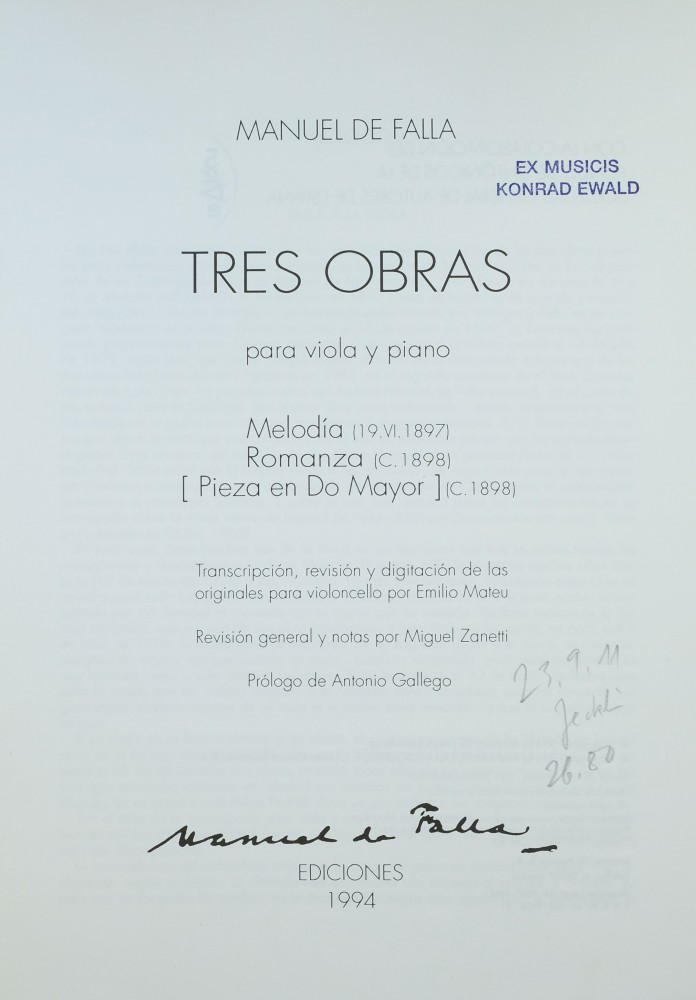 MANUEL DE FALLA
EX MUSICIS
KONRAD EWALD
TRES OBRAS
para viola y piano
Melodía (19.VI.1897)
Romanza (C.1898)
[ Pieza en Do Mayor ] (C.1898)
Transcripción, revisión y digitación de las
originales para violoncello por Emilio Mateu
Revisión general y notas por Miguel Zanetti
Prólogo de Antonio Gallego
23.9.11
26.80
Manuel de Falla
EDICIONES
1994